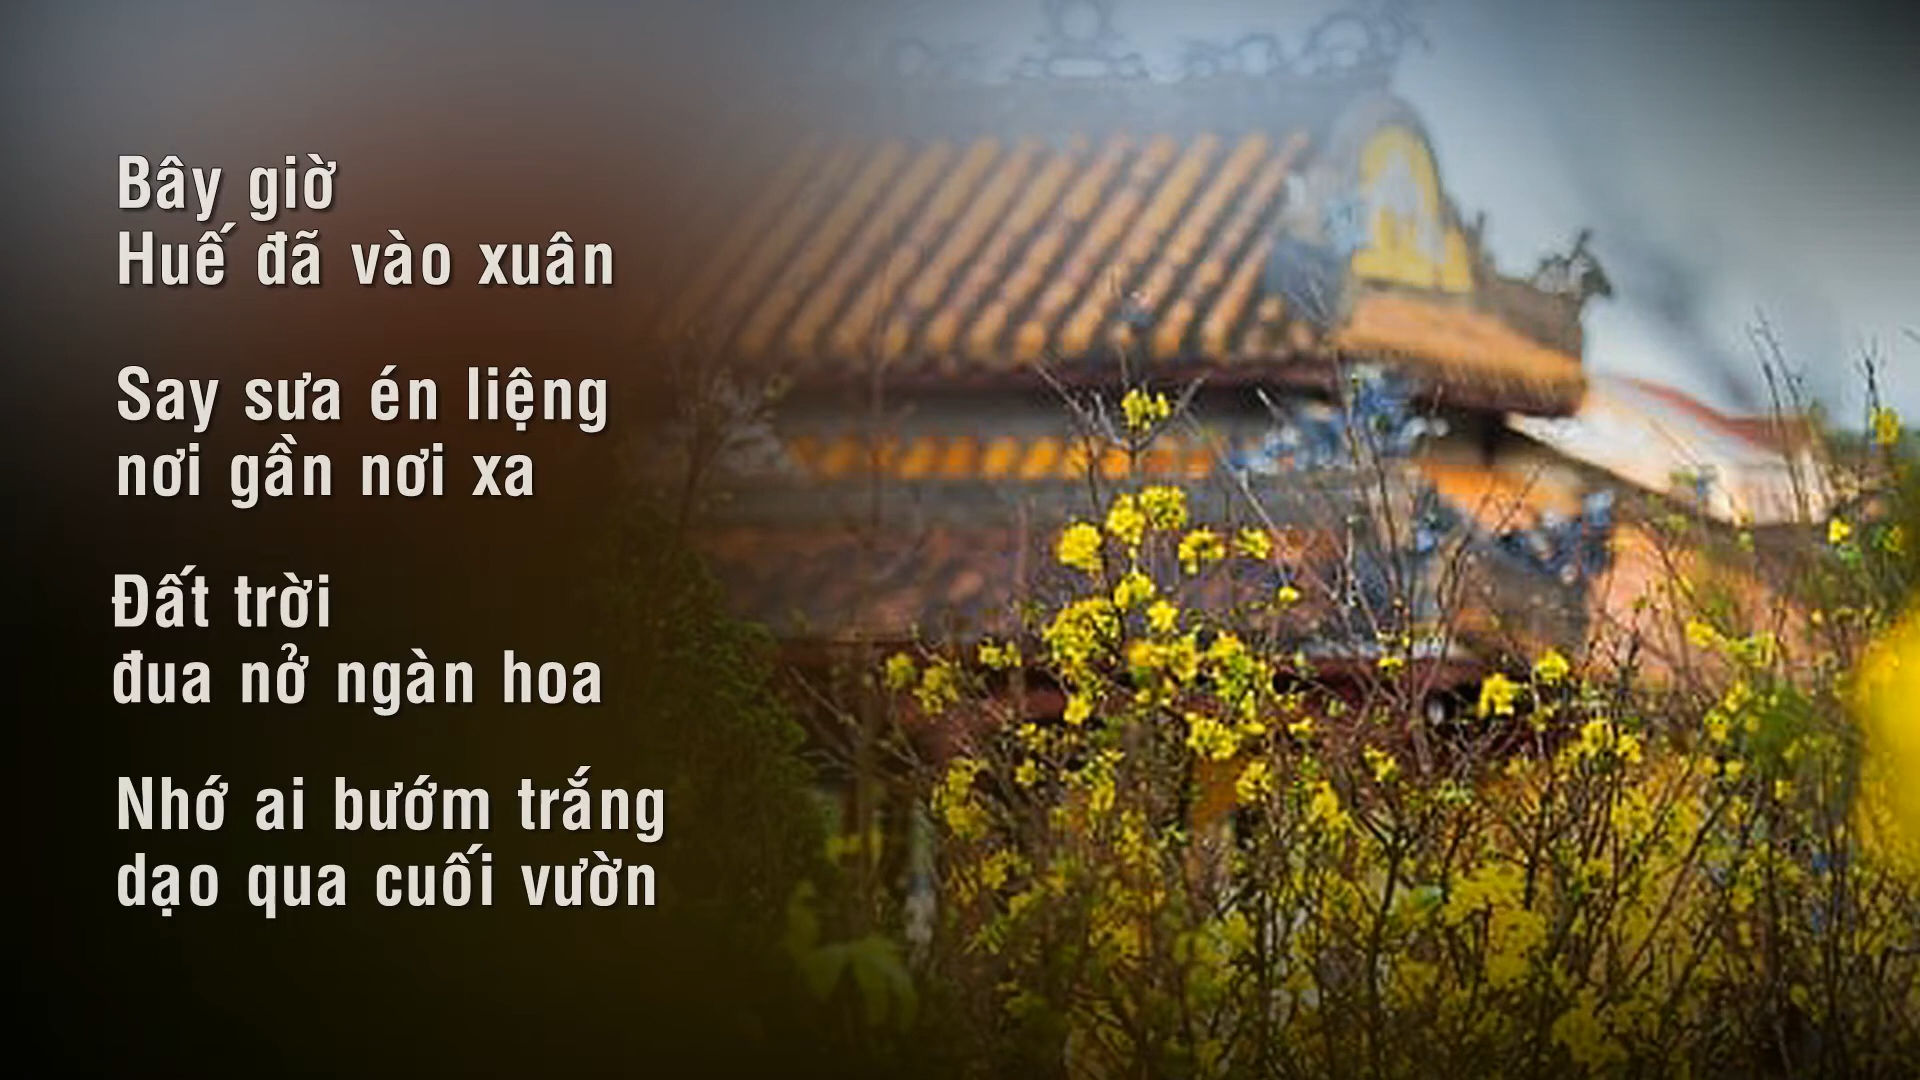 Bây giờ
Huế đã vào xuân
Say sưa én liệng
nơi gần nơi xa
Đất trời
đua nở ngàn hoa
Nhớ ai bướm trắng
dạo qua cuối vườn